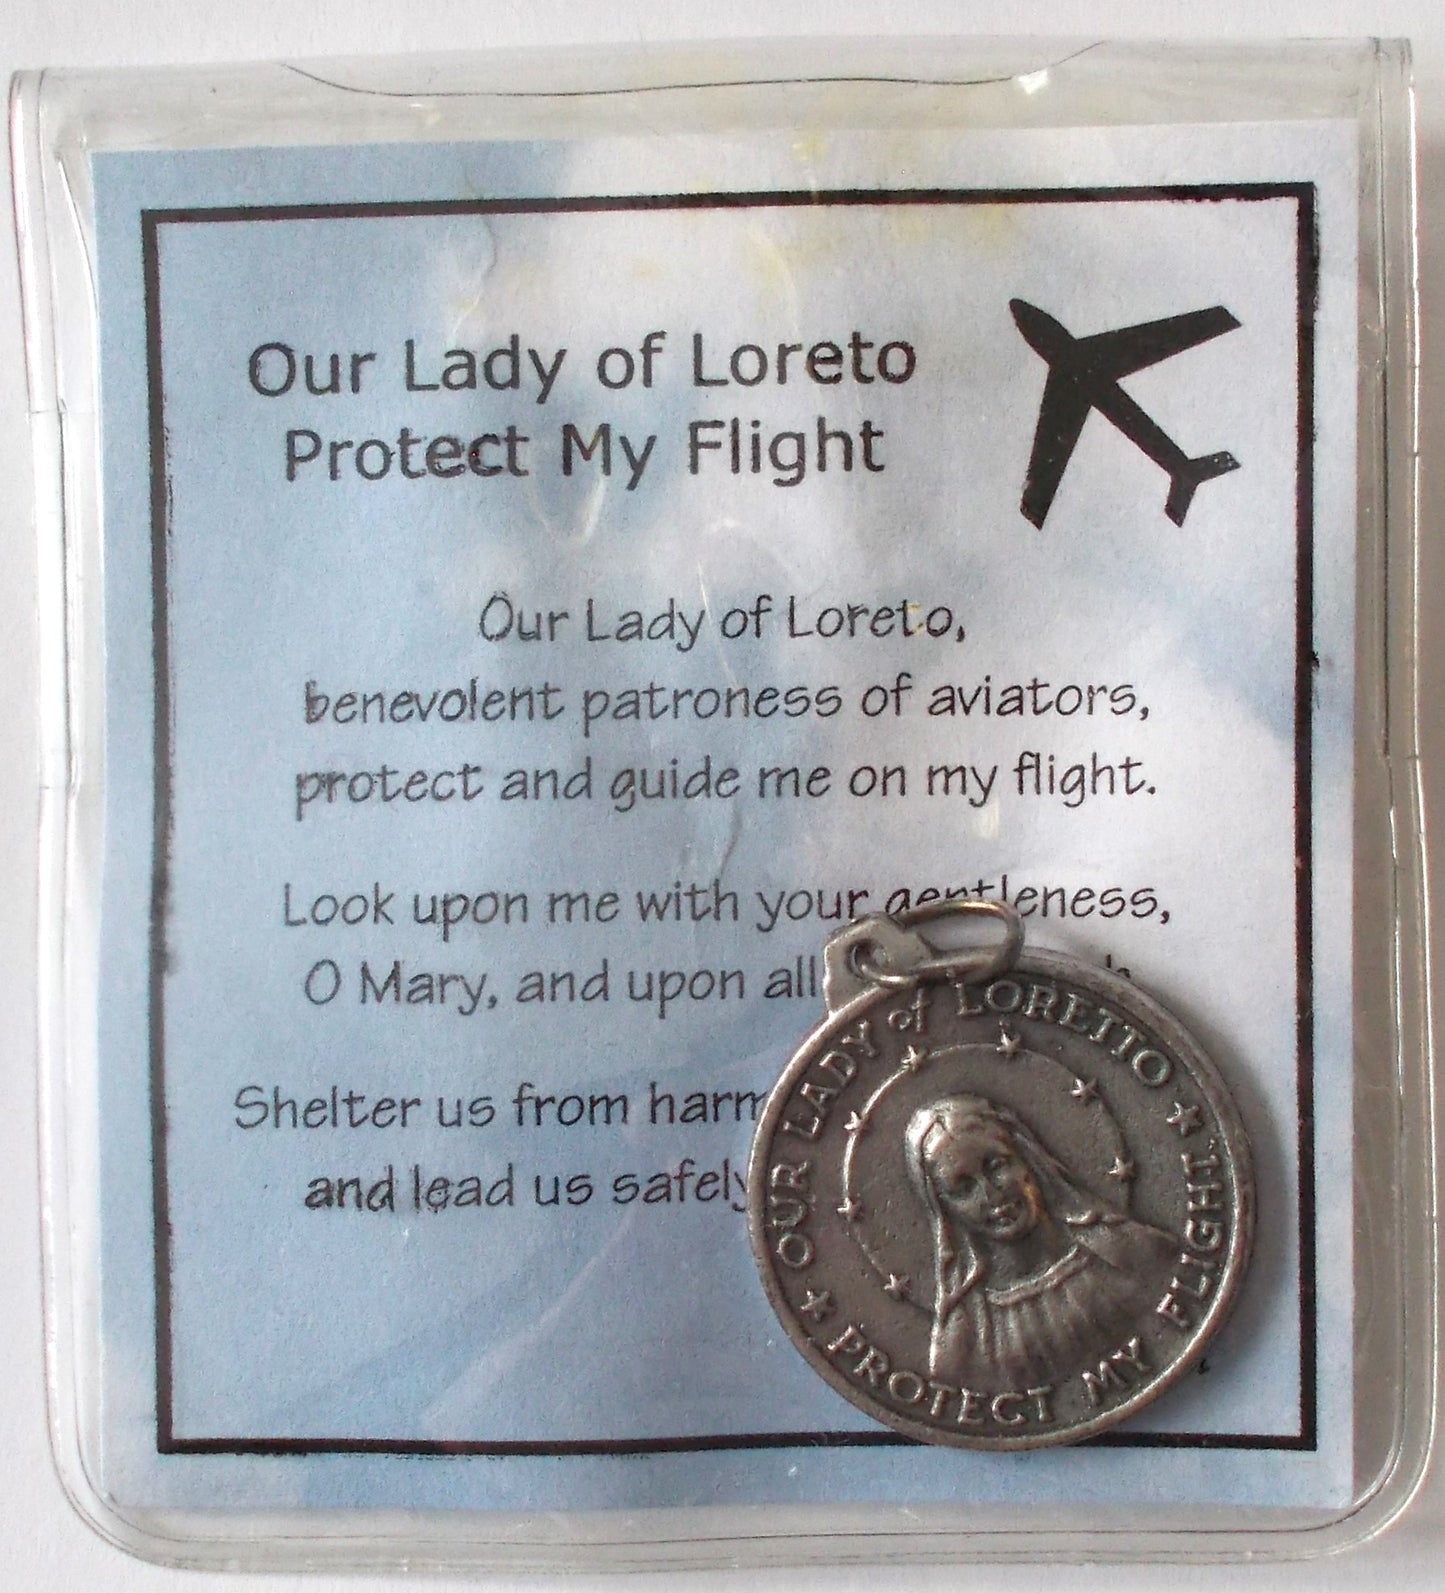 Our Lady of Loreto
Protect My Flight
Our Lady of Loreto,
benevolent patroness of aviators,
protect and guide me on my flight.
Look upon me with your gentleness,
O Mary, and upon all
Shelter us from harm
and lead us safely
OUR LADY of LORETTO
PROTECT MY FLIGHT